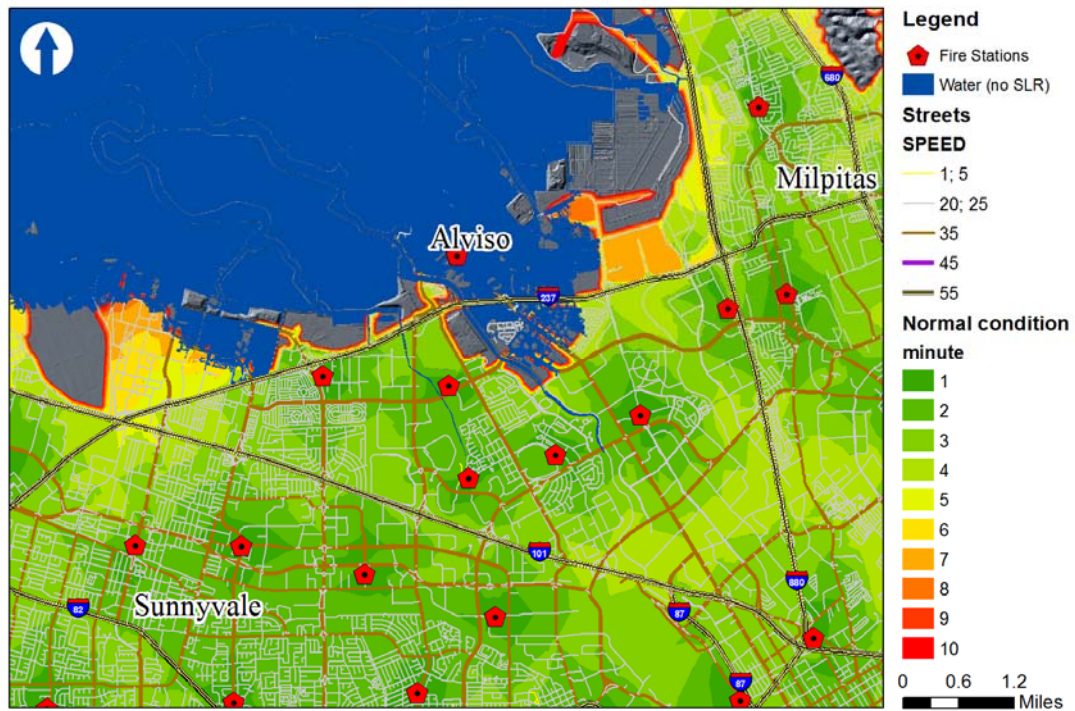 Legend
Fire Stations
Water (no SLR)
Streets
SPEED
1; 5
20; 25
35
45
55
Normal condition
minute
1
2
3
4
5
6
7
8
9
10
0 0.6 1.2
Miles
680
Milpitas
Alviso
237
101
880
Sunnyvale
82
87
87